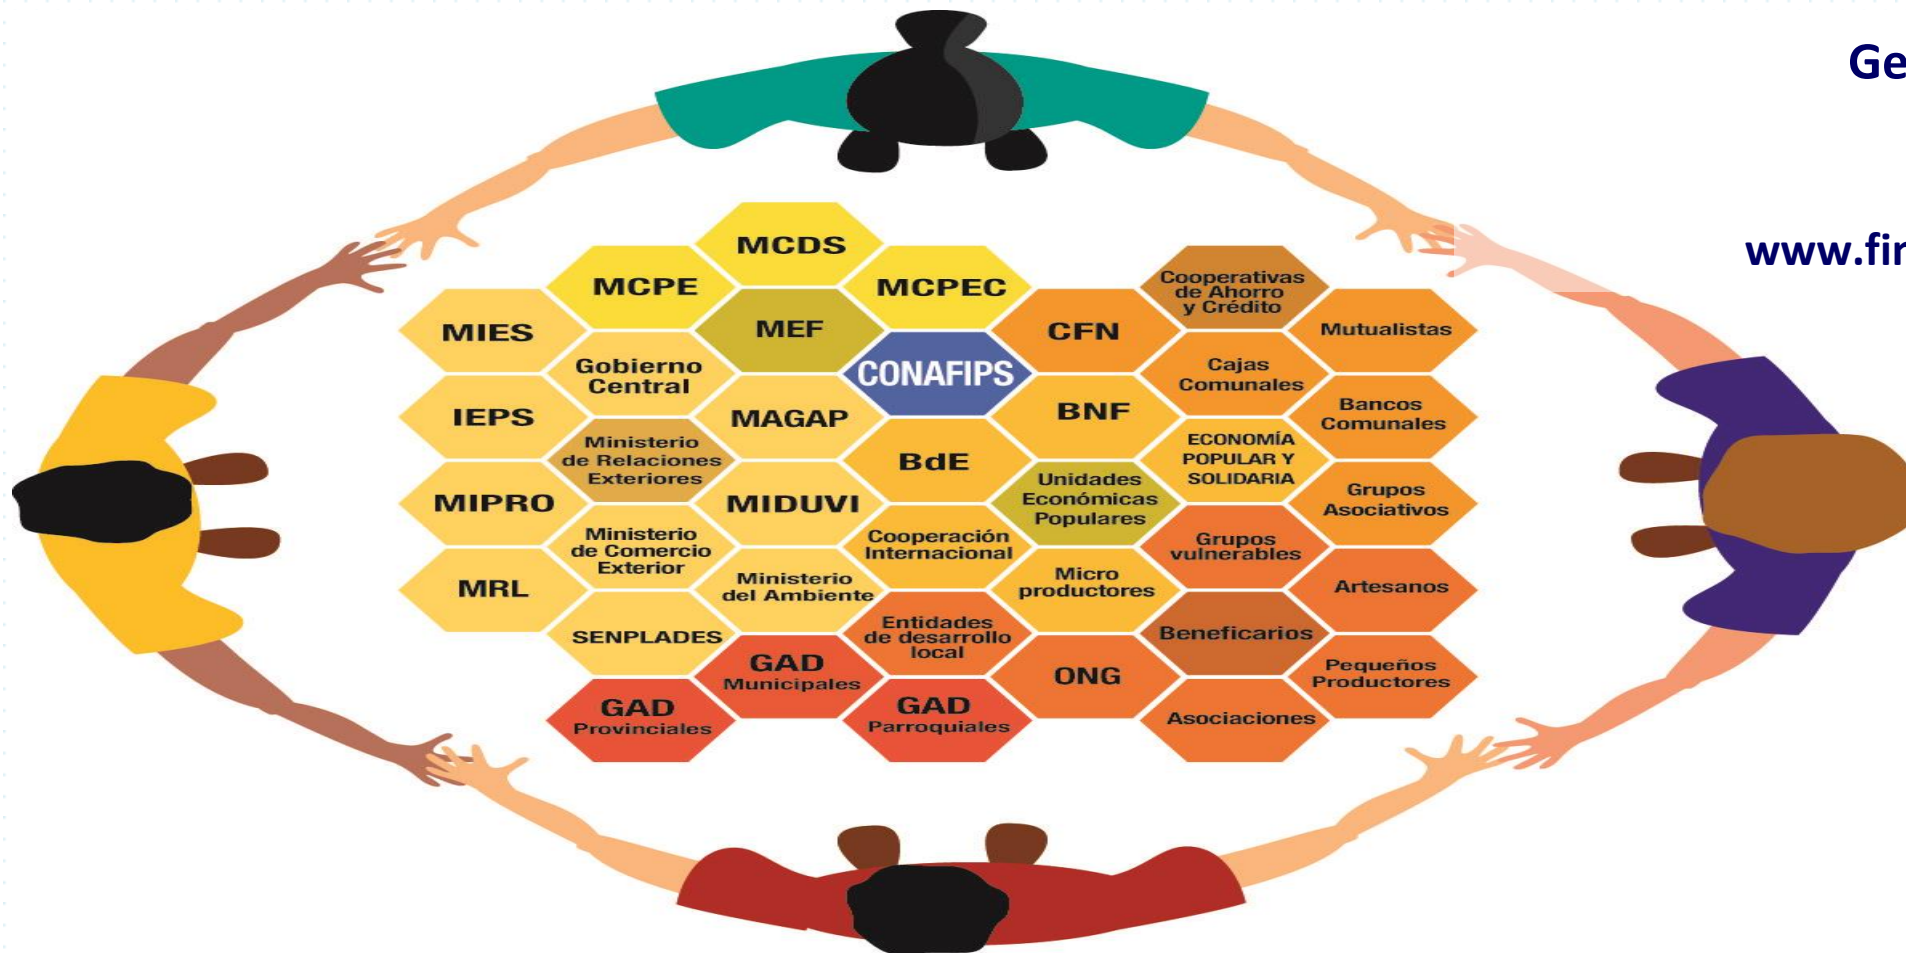 Ge
www.fir
MCDS
MCPE
MCPEC
Cooperativas
de Ahorro
y Crédito
MIES
MEF
CFN
Mutualistas
Gobierno
Central
CONAFIPS
Cajas
Comunales
IEPS
MAGAP
BNF
Bancos
Comunales
Ministerio
de Relaciones
Exteriores
BdE
ECONOMÍA
POPULAR Y
SOLIDARIA
MIPRO
MIDUVI
Unidades
Económicas
Populares
Grupos
Asociativos
Ministerio
de Comercio
Exterior
Cooperación
Internacional
Grupos
vulnerables
MRL
Ministerio
del Ambiente
Micro
productores
Artesanos
SENPLADES
Entidades
de desarrollo
local
Beneficarios
GAD
Municipales
ONG
Pequeños
Productores
GAD
Provinciales
GAD
Parroquiales
Asociaciones